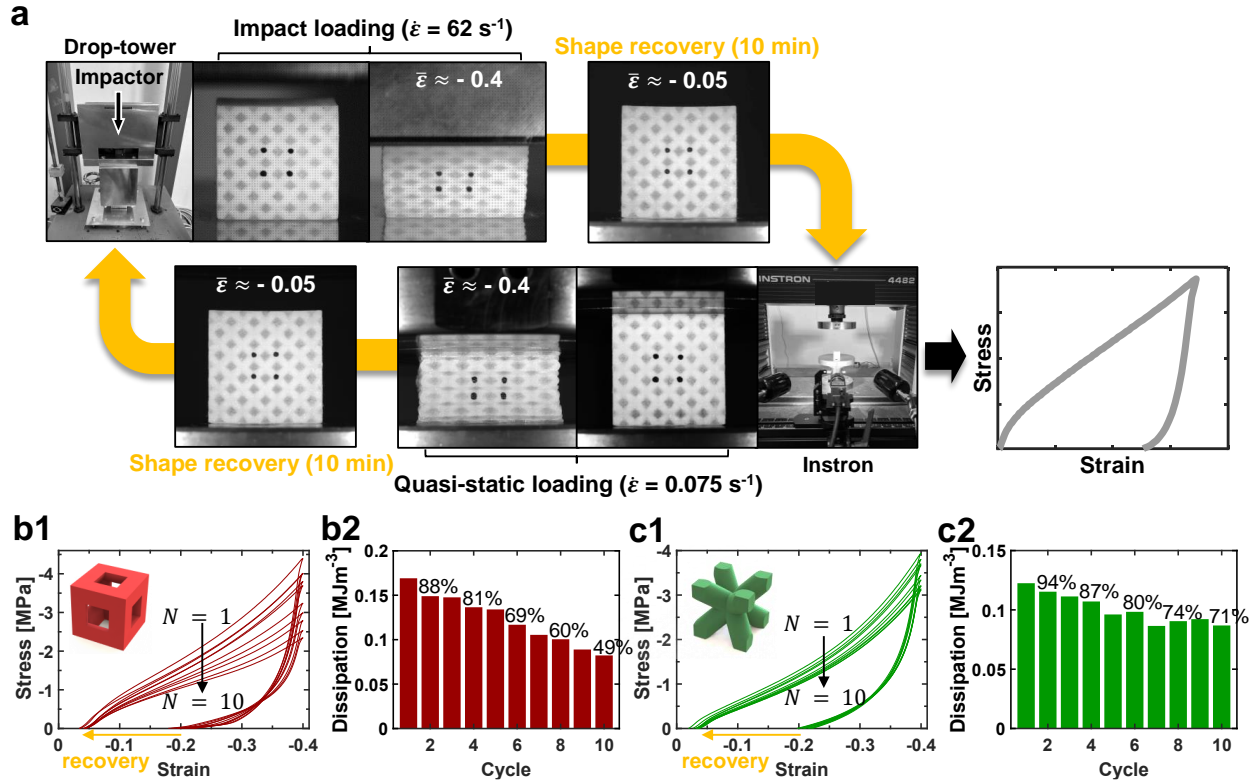 a
Impact loading (ε̇ = 62 s⁻¹)
Drop-tower
Impactor
Shape recovery (10 min)
ε̅ ≈ - 0.4
ε̅ ≈ - 0.05
ε̅ ≈ - 0.05
ε̅ ≈ - 0.4
INSTRON 4482
Stress
Strain
Shape recovery (10 min)
Instron
Quasi-static loading (ε̇ = 0.075 s⁻¹)
b1
Stress [MPa]
-4
-3
-2
-1
0
N = 1
N = 10
0 -0.1 -0.2 -0.3 -0.4
recovery
Strain
b2
Dissipation [MJm⁻³]
0.2
0.15
0.1
0.05
0
88%
81%
69%
60%
49%
2 4 6 8 10
Cycle
c1
Stress [MPa]
-4
-3
-2
-1
0
N = 1
N = 10
0 -0.1 -0.2 -0.3 -0.4
recovery
Strain
c2
Dissipation [MJm⁻³]
0.15
0.1
0.05
0
94%
87%
80%
74%
71%
2 4 6 8 10
Cycle